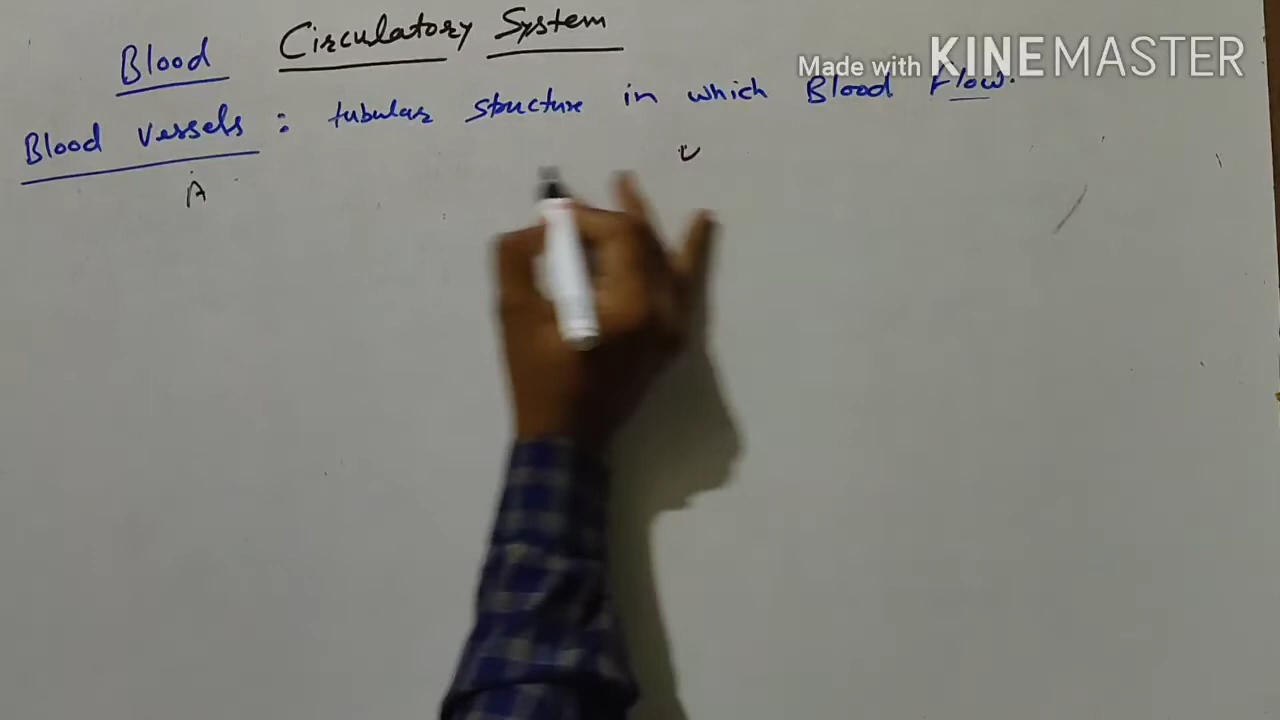 Blood Circulatory System
Made with KINEMASTER
Blood Vessels : tubular structure in which Blood Flow.
A